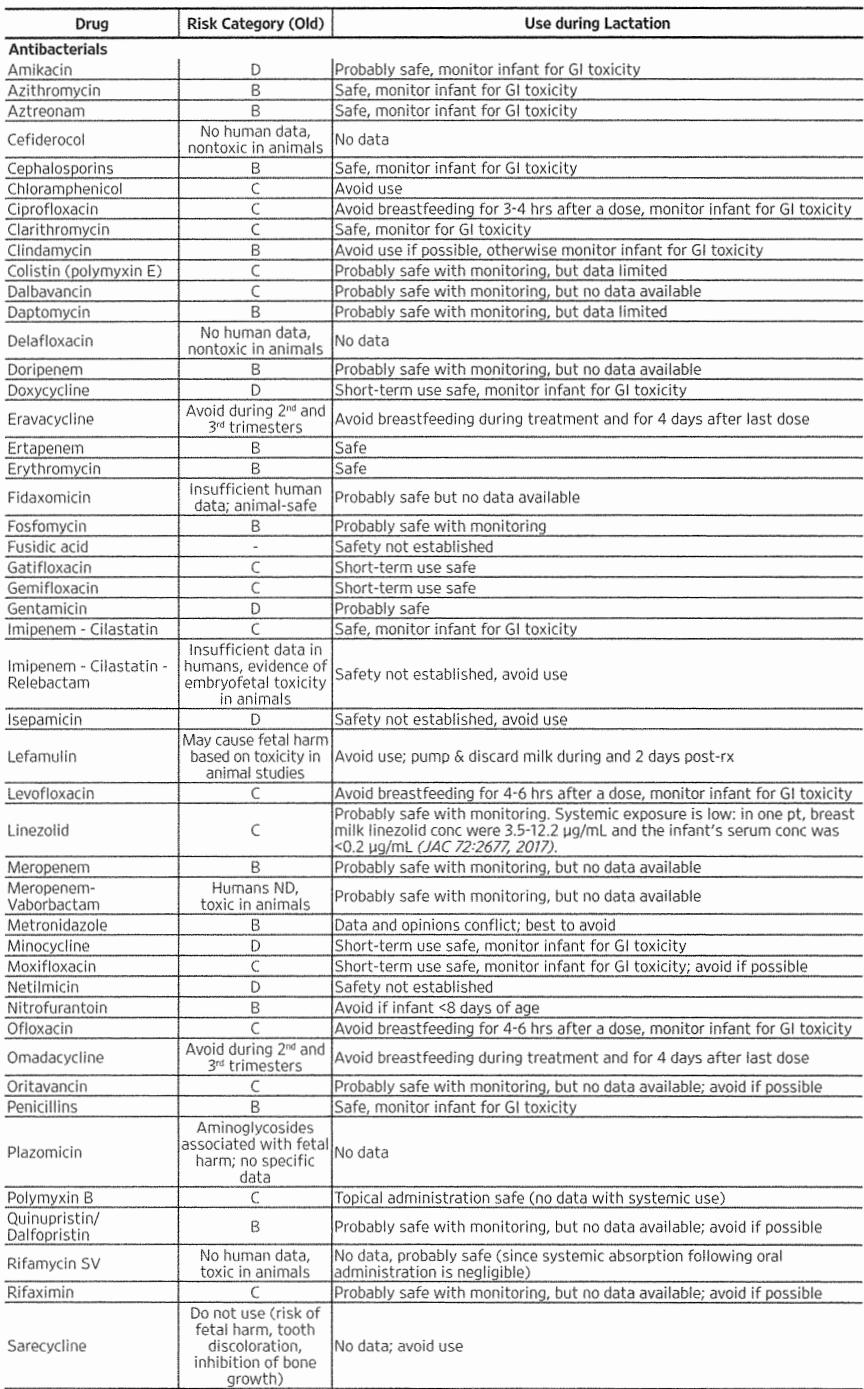 Drug Risk Category (Old) Use during Lactation
Antibacterials
Amikacin D Probably safe, monitor infant for GI toxicity
Azithromycin B Safe, monitor infant for GI toxicity
Aztreonam B Safe, monitor infant for GI toxicity
Cefiderocol No human data, nontoxic in animals No data
Cephalosporins B Safe, monitor infant for GI toxicity
Chloramphenicol C Avoid use
Ciprofloxacin C Avoid breastfeeding for 3-4 hrs after a dose, monitor infant for GI toxicity
Clarithromycin C Safe, monitor for GI toxicity
Clindamycin B Avoid use if possible, otherwise monitor infant for GI toxicity
Colistin (polymyxin E) C Probably safe with monitoring, but data limited
Dalbavancin C Probably safe with monitoring, but no data available
Daptomycin B Probably safe with monitoring, but data limited
Delafloxacin No human data, nontoxic in animals No data
Doripenem B Probably safe with monitoring, but no data available
Doxycycline D Short-term use safe, monitor infant for GI toxicity
Eravacycline Avoid during 2nd and 3rd trimesters Avoid breastfeeding during treatment and for 4 days after last dose
Ertapenem B Safe
Erythromycin B Safe
Fidaxomicin Insufficient human data; animal-safe Probably safe but no data available
Fosfomycin B Probably safe with monitoring
Fusidic acid - Safety not established
Gatifloxacin C Short-term use safe
Gemifloxacin C Short-term use safe
Gentamicin D Probably safe
Imipenem - Cilastatin C Safe, monitor infant for GI toxicity
Imipenem - Cilastatin - Relebactam Insufficient data in humans, evidence of embryofetal toxicity in animals Safety not established, avoid use
Isepamicin D Safety not established, avoid use
Lefamulin May cause fetal harm based on toxicity in animal studies Avoid use; pump & discard milk during and 2 days post-rx
Levofloxacin C Avoid breastfeeding for 4-6 hrs after a dose, monitor infant for GI toxicity
Linezolid C Probably safe with monitoring. Systemic exposure is low: in one pt, breast milk linezolid conc were 3.5-12.2 µg/mL and the infant's serum conc was <0.2 µg/mL (JAC 72:2677, 2017).
Meropenem B Probably safe with monitoring, but no data available
Meropenem-Vaborbactam Humans ND, toxic in animals Probably safe with monitoring, but no data available
Metronidazole B Data and opinions conflict; best to avoid
Minocycline D Short-term use safe, monitor infant for GI toxicity
Moxifloxacin C Short-term use safe, monitor infant for GI toxicity; avoid if possible
Netilmicin D Safety not established
Nitrofurantoin B Avoid if infant <8 days of age
Ofloxacin C Avoid breastfeeding for 4-6 hrs after a dose, monitor infant for GI toxicity
Omadacycline Avoid during 2nd and 3rd trimesters Avoid breastfeeding during treatment and for 4 days after last dose
Oritavancin C Probably safe with monitoring, but no data available; avoid if possible
Penicillins B Safe, monitor infant for GI toxicity
Plazomicin Aminoglycosides associated with fetal harm; no specific data No data
Polymyxin B C Topical administration safe (no data with systemic use)
Quinupristin/ Dalfopristin B Probably safe with monitoring, but no data available; avoid if possible
Rifamycin SV No human data, toxic in animals No data, probably safe (since systemic absorption following oral administration is negligible)
Rifaximin C Probably safe with monitoring, but no data available; avoid if possible
Sarecycline Do not use (risk of fetal harm, tooth discoloration, inhibition of bone growth) No data; avoid use